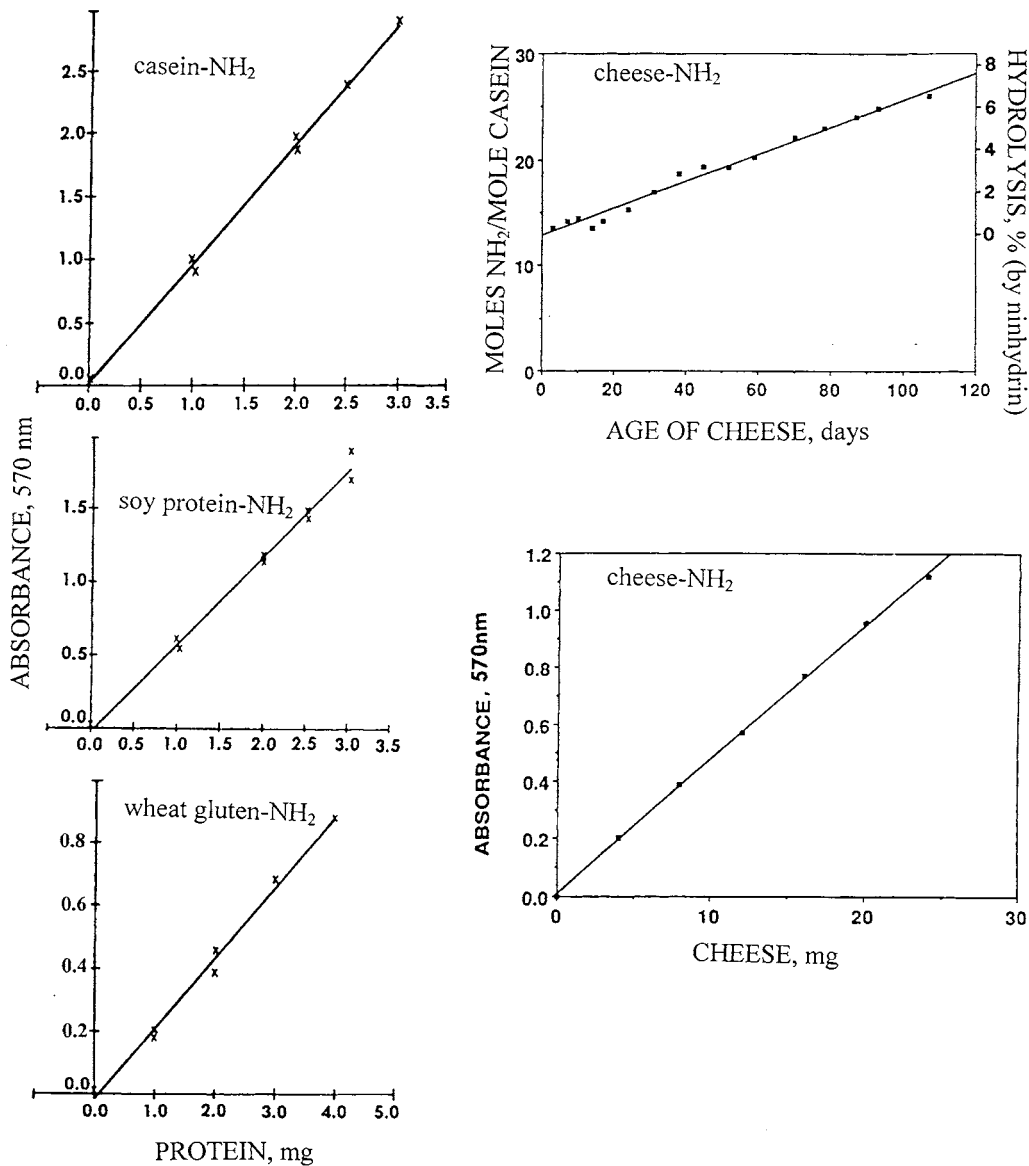 casein-NH2
2.5
2.0
1.5
1.0
0.5
0.0
0.0 0.5 1.0 1.5 2.0 2.5 3.0 3.5
ABSORBANCE, 570 nm
soy protein-NH2
1.5
1.0
0.5
0.0
0.0 0.5 1.0 1.5 2.0 2.5 3.0 3.5
wheat gluten-NH2
0.8
0.6
0.4
0.2
0.0
0.0 1.0 2.0 3.0 4.0 5.0
PROTEIN, mg
cheese-NH2
MOLES NH2/MOLE CASEIN
30
20
10
0
HYDROLYSIS, % (by ninhydrin)
8
6
4
2
0
0 20 40 60 80 100 120
AGE OF CHEESE, days
cheese-NH2
ABSORBANCE, 570nm
1.2
1.0
0.8
0.6
0.4
0.2
0.0
0 10 20 30
CHEESE, mg